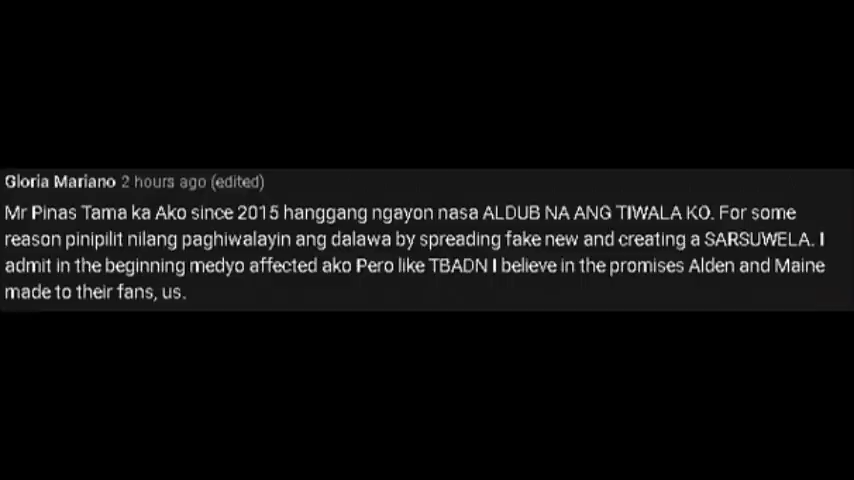 Gloria Mariano 2 hours ago (edited)
Mr Pinas Tama ka Ako since 2015 hanggang ngayon nasa ALDUB NA ANG TIWALA KO. For some
reason pinipilit nilang paghiwalayin ang dalawa by spreading fake new and creating a SARSUWELA. I
admit in the beginning medyo affected ako Pero like TBADN I believe in the promises Alden and Maine
made to their fans, us.